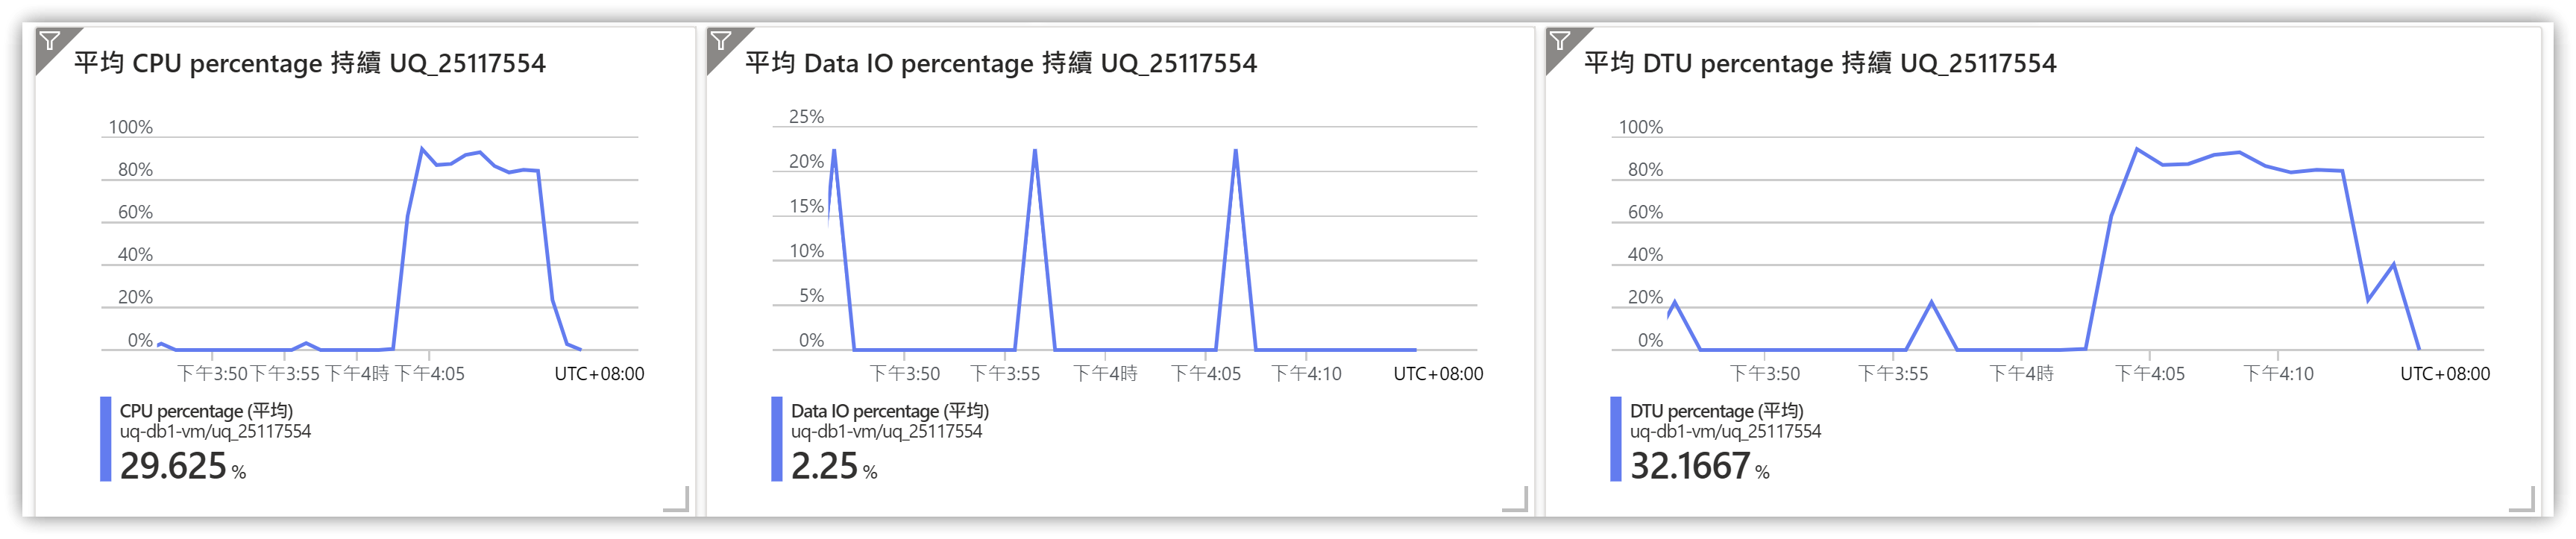 平均 CPU percentage 持續 UQ_25117554
100%
80%
60%
40%
20%
0%
下午3:50 下午3:55 下午4時 下午4:05 UTC+08:00
CPU percentage (平均)
uq-db1-vm/uq_25117554
29.625 %
平均 Data IO percentage 持續 UQ_25117554
25%
20%
15%
10%
5%
0%
下午3:50 下午3:55 下午4時 下午4:05 下午4:10 UTC+08:00
Data IO percentage (平均)
uq-db1-vm/uq_25117554
2.25 %
平均 DTU percentage 持續 UQ_25117554
100%
80%
60%
40%
20%
0%
下午3:50 下午3:55 下午4時 下午4:05 下午4:10 UTC+08:00
DTU percentage (平均)
uq-db1-vm/uq_25117554
32.1667 %